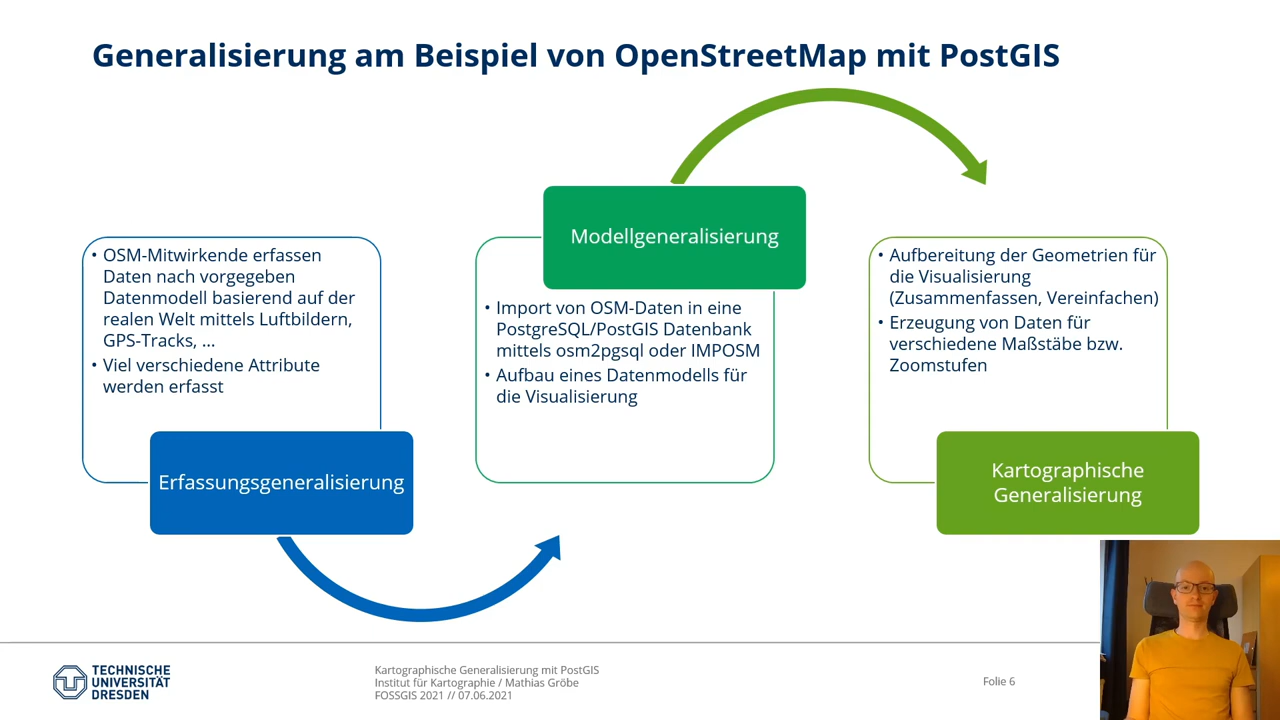 Generalisierung am Beispiel von OpenStreetMap mit PostGIS
• OSM-Mitwirkende erfassen
Daten nach vorgegeben
Datenmodell basierend auf der
realen Welt mittels Luftbildern,
GPS-Tracks, ...
• Viel verschiedene Attribute
werden erfasst
Erfassungsgeneralisierung
Modellgeneralisierung
• Import von OSM-Daten in eine
PostgreSQL/PostGIS Datenbank
mittels osm2pgsql oder IMPOSM
• Aufbau eines Datenmodells für
die Visualisierung
• Aufbereitung der Geometrien für
die Visualisierung
(Zusammenfassen, Vereinfachen)
• Erzeugung von Daten für
verschiedene Maßstäbe bzw.
Zoomstufen
Kartographische
Generalisierung
TECHNISCHE
UNIVERSITÄT
DRESDEN
Kartographische Generalisierung mit PostGIS
Institut für Kartographie / Mathias Gröbe
FOSSGIS 2021 // 07.06.2021
Folie 6